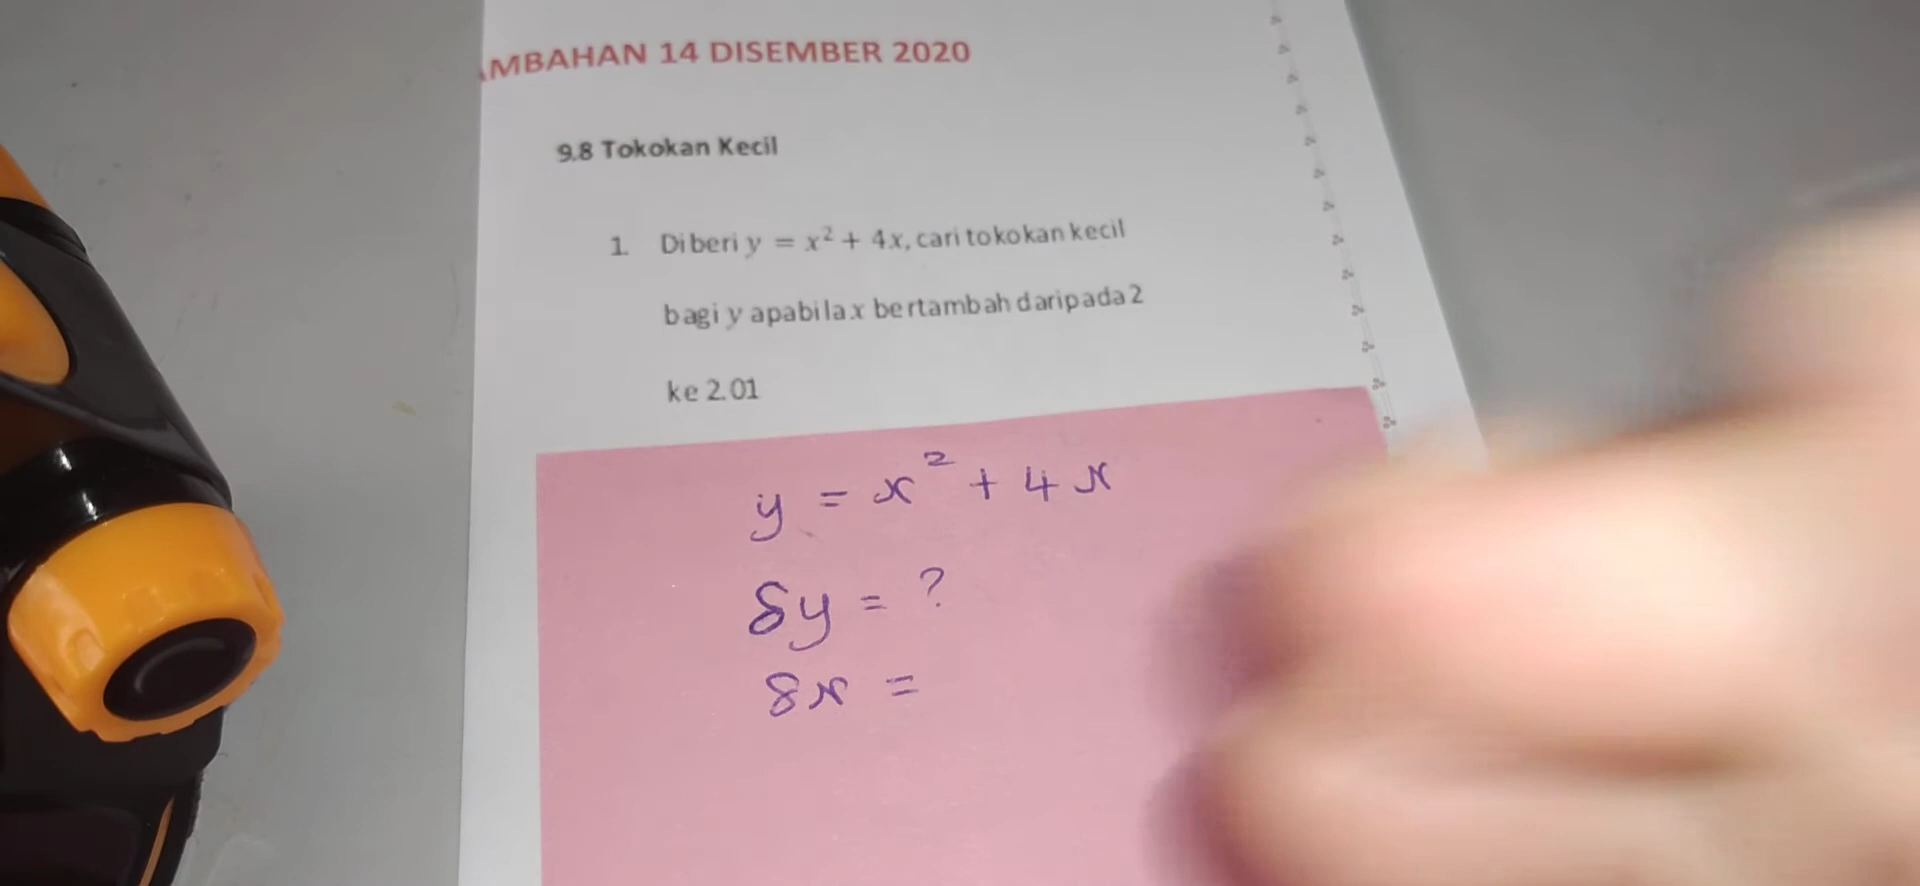 MBAHAN 14 DISEMBER 2020
9.8 Tokokan Kecil
1. Diberi y = x² + 4x, cari tokokan kecil
bagi y apabila x bertambah daripada 2
ke 2.01
y = x² + 4x
δy = ?
δx =